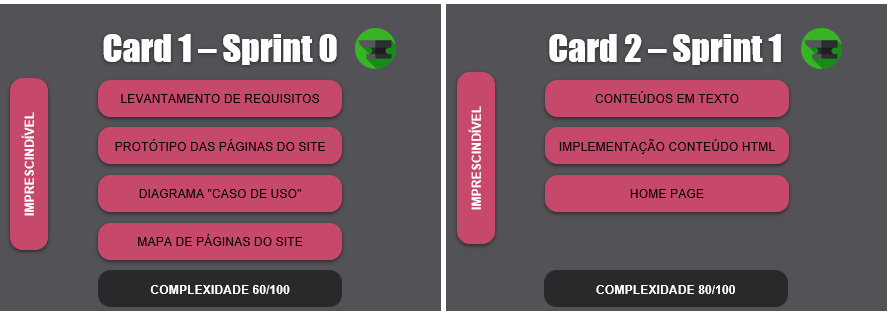 Card 1 – Sprint 0
IMPRESCINDÍVEL
LEVANTAMENTO DE REQUISITOS
PROTÓTIPO DAS PÁGINAS DO SITE
DIAGRAMA "CASO DE USO"
MAPA DE PÁGINAS DO SITE
COMPLEXIDADE 60/100
Card 2 – Sprint 1
IMPRESCINDÍVEL
CONTEÚDOS EM TEXTO
IMPLEMENTAÇÃO CONTEÚDO HTML
HOME PAGE
COMPLEXIDADE 80/100